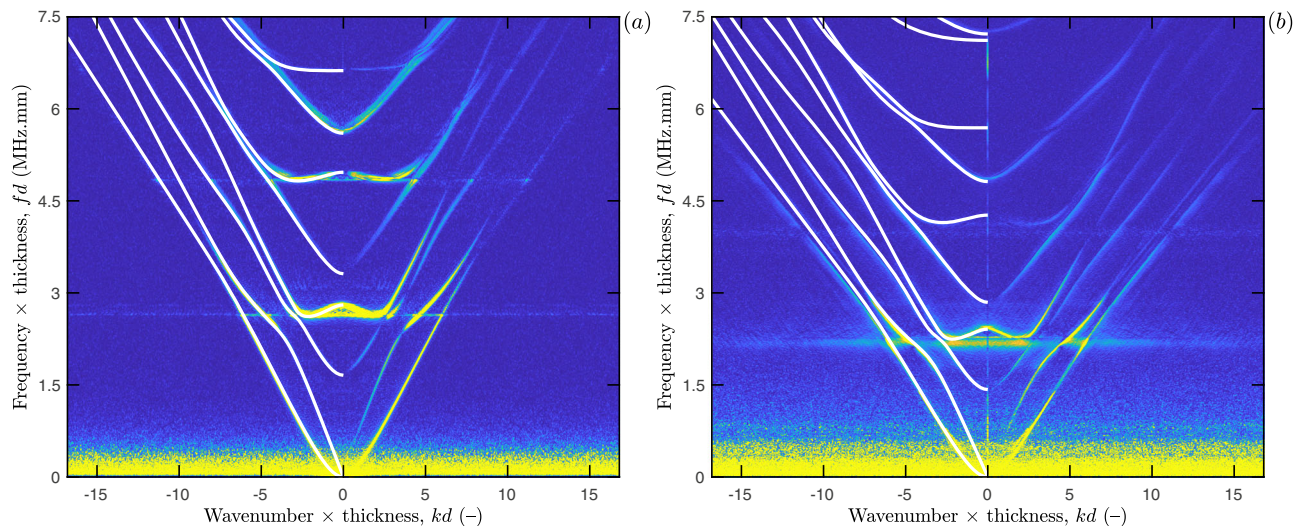 7.5
6
4.5
3
1.5
0
Frequency × thickness, fd (MHz.mm)
-15 -10 -5 0 5 10 15
Wavenumber × thickness, kd (–)
(a)
7.5
6
4.5
3
1.5
0
Frequency × thickness, fd (MHz.mm)
-15 -10 -5 0 5 10 15
Wavenumber × thickness, kd (–)
(b)